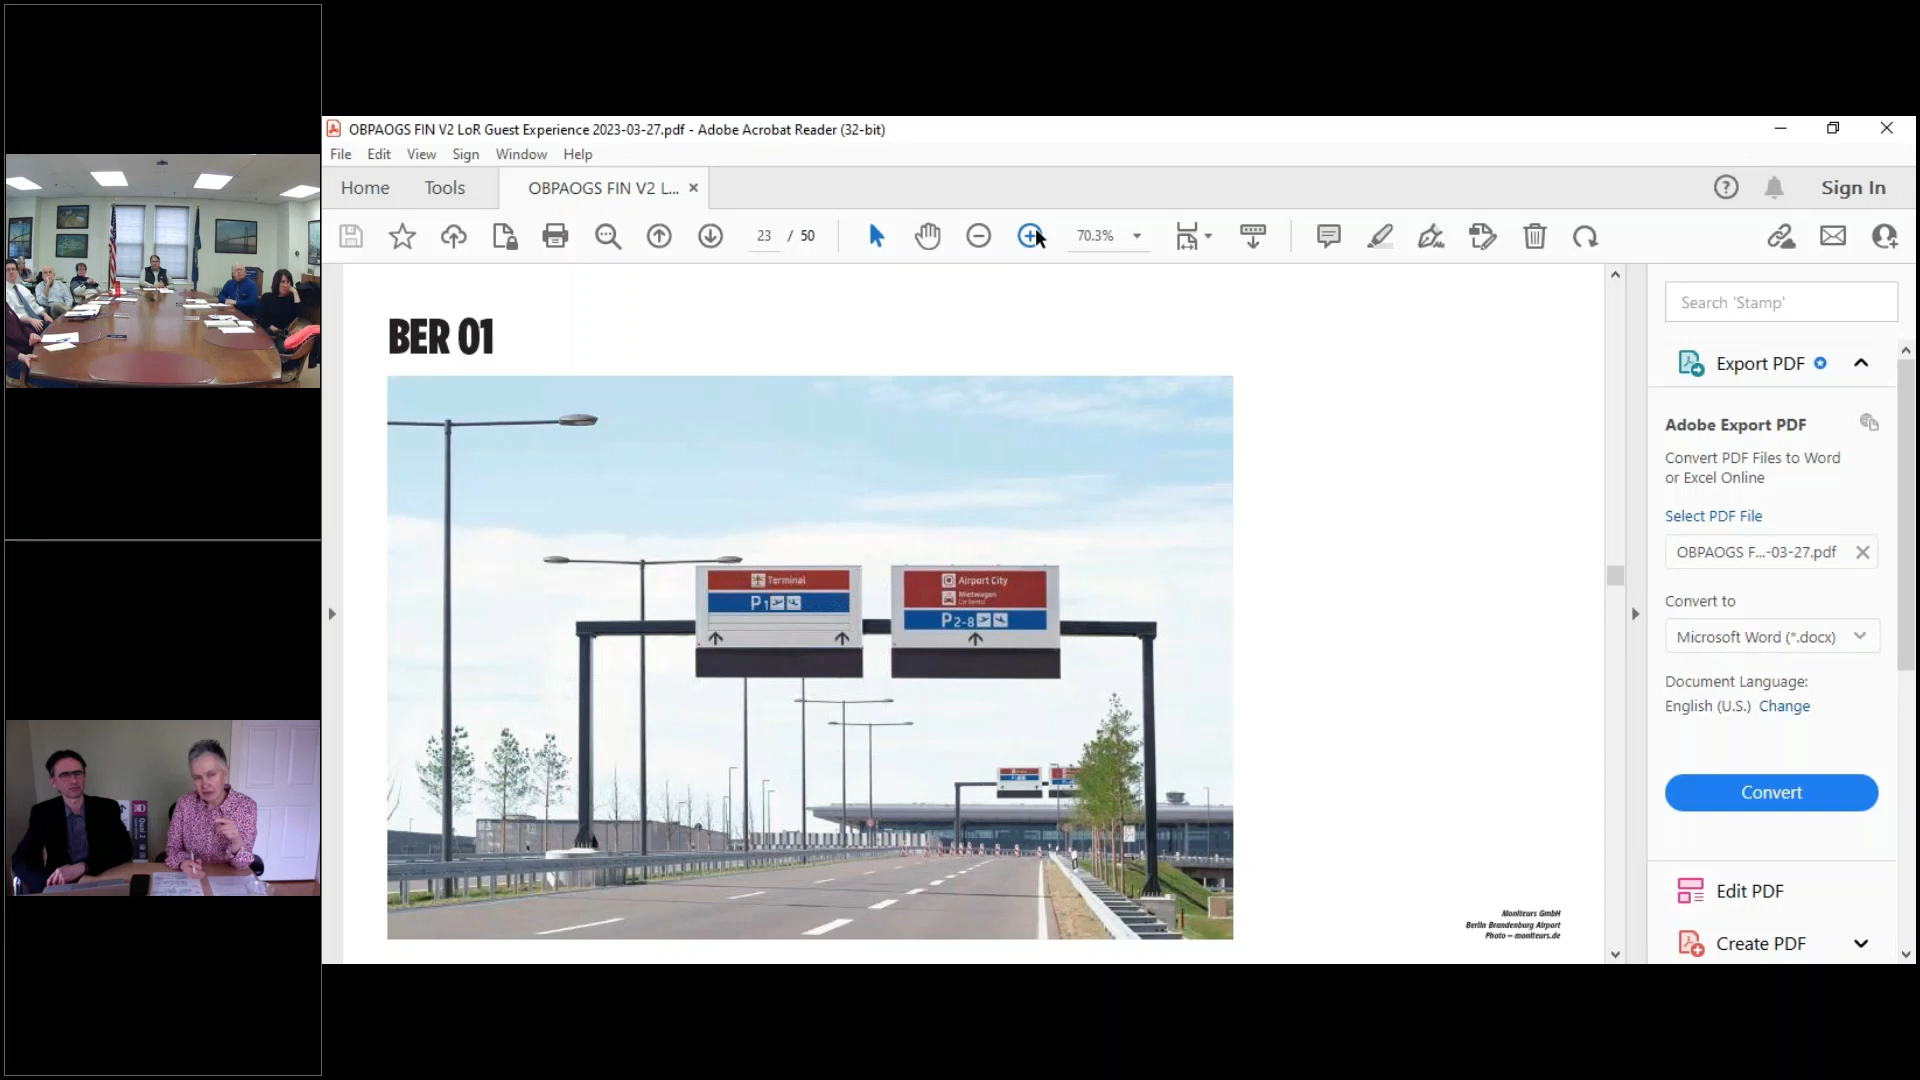 OBPAOGS FIN V2 LoR Guest Experience 2023-03-27.pdf - Adobe Acrobat Reader (32-bit)
File Edit View Sign Window Help
Home Tools OBPAOGS FIN V2 L... Sign In
23 / 50 70.3%
BER 01
Terminal
P1
Airport City
Mietwagen
Car Rental
P2-8
Moniteurs GmbH
Berlin Brandenburg Airport
Photo – moniteurs.de
Search 'Stamp'
Export PDF
Adobe Export PDF
Convert PDF Files to Word
or Excel Online
Select PDF File
OBPAOGS F...-03-27.pdf
Convert to
Microsoft Word (*.docx)
Document Language:
English (U.S.) Change
Convert
Edit PDF
Create PDF